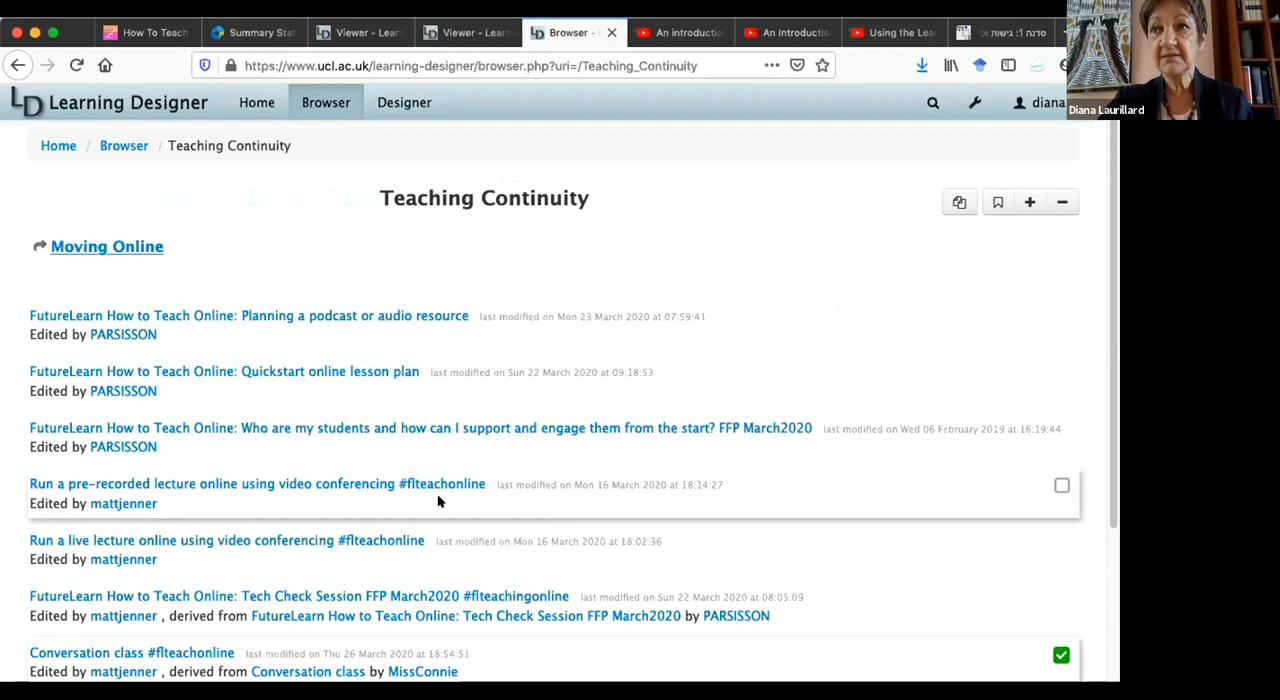 How To Teach
Summary Sta
Viewer - Lear
Viewer - Learn
Browser -
An introductio
An introductio
Using the Lea
סדנה 1: גישות וכי
https://www.ucl.ac.uk/learning-designer/browser.php?uri=/Teaching_Continuity
LD Learning Designer
Home
Browser
Designer
diana
Diana Laurillard
Home / Browser / Teaching Continuity
Teaching Continuity
Moving Online
FutureLearn How to Teach Online: Planning a podcast or audio resource last modified on Mon 23 March 2020 at 07:59:41
Edited by PARSISSON
FutureLearn How to Teach Online: Quickstart online lesson plan last modified on Sun 22 March 2020 at 09:18:53
Edited by PARSISSON
FutureLearn How to Teach Online: Who are my students and how can I support and engage them from the start? FFP March2020 last modified on Wed 06 February 2019 at 16:19:44
Edited by PARSISSON
Run a pre-recorded lecture online using video conferencing #flteachonline last modified on Mon 16 March 2020 at 18:14:27
Edited by mattjenner
Run a live lecture online using video conferencing #flteachonline last modified on Mon 16 March 2020 at 18:02:36
Edited by mattjenner
FutureLearn How to Teach Online: Tech Check Session FFP March2020 #flteachingonline last modified on Sun 22 March 2020 at 08:05:09
Edited by mattjenner , derived from FutureLearn How to Teach Online: Tech Check Session FFP March2020 by PARSISSON
Conversation class #flteachonline last modified on Thu 26 March 2020 at 18:54:51
Edited by mattjenner , derived from Conversation class by MissConnie